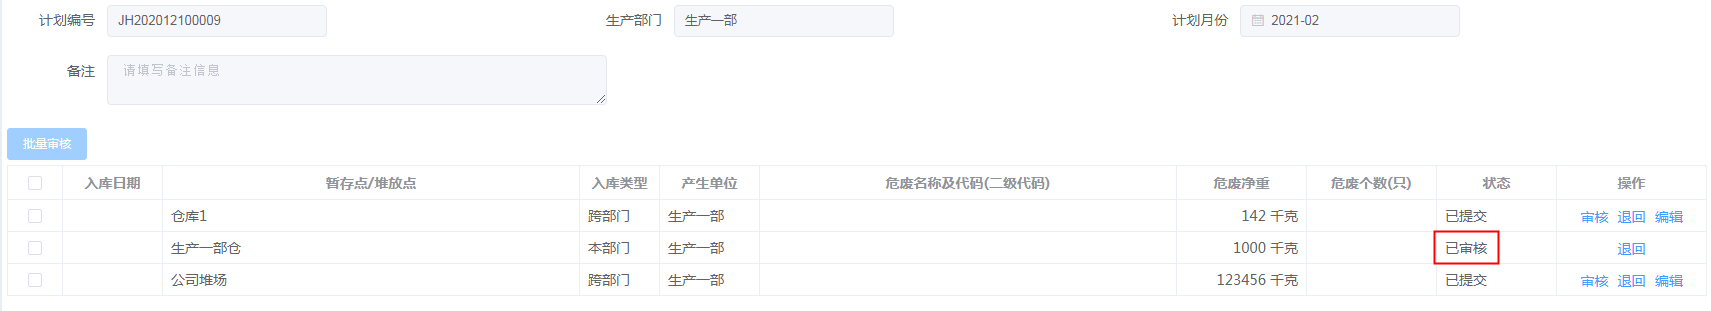 计划编号 JH202012100009 生产部门 生产一部 计划月份 2021-02
备注 请填写备注信息
批量审核
入库日期 暂存点/堆放点 入库类型 产生单位 危废名称及代码(二级代码) 危废净重 危废个数(只) 状态 操作
仓库1 跨部门 生产一部 142 千克 已提交 审核 退回 编辑
生产一部仓 本部门 生产一部 1000 千克 已审核 退回
公司堆场 跨部门 生产一部 123456 千克 已提交 审核 退回 编辑